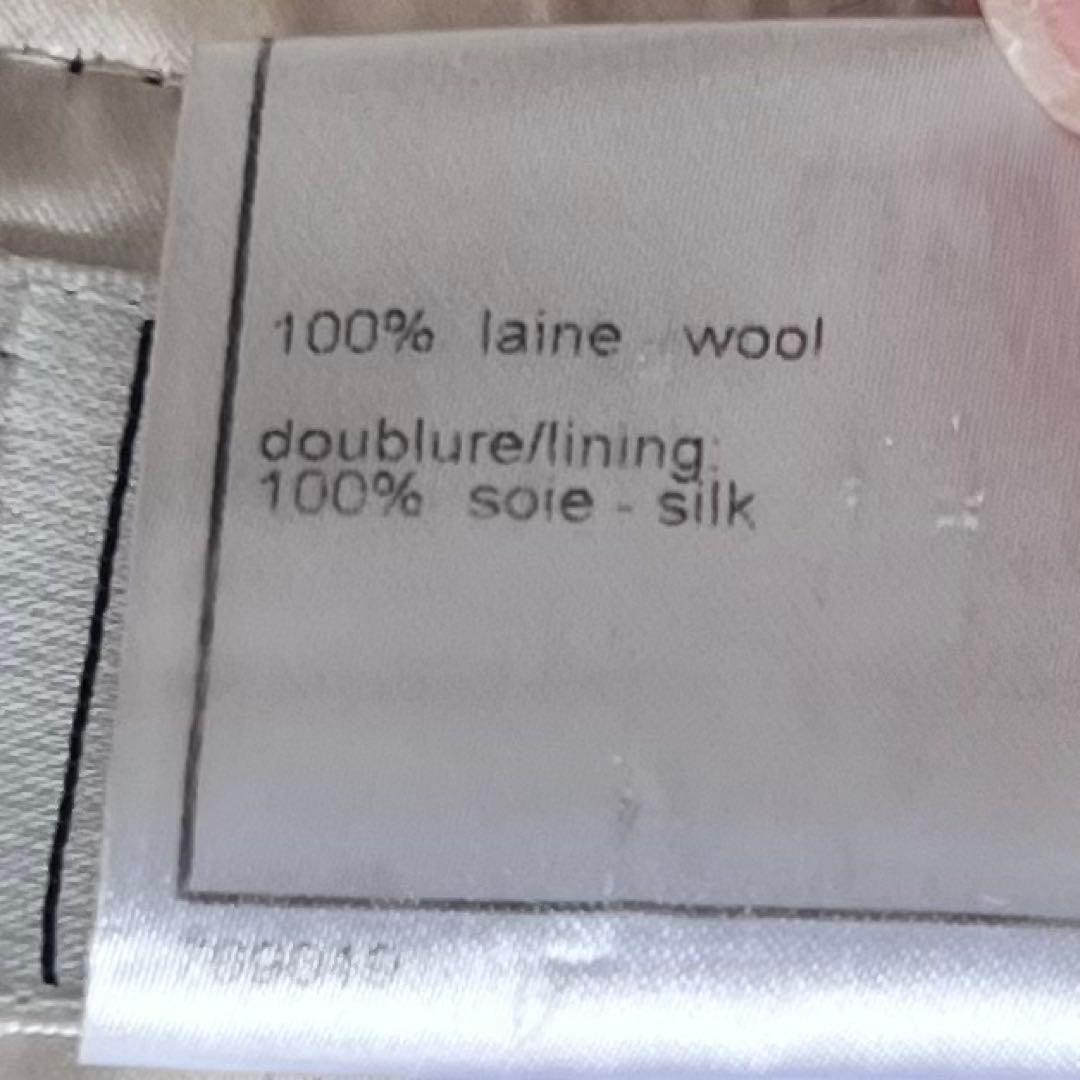 100% laine wool
doublure/lining:
100% soie - silk